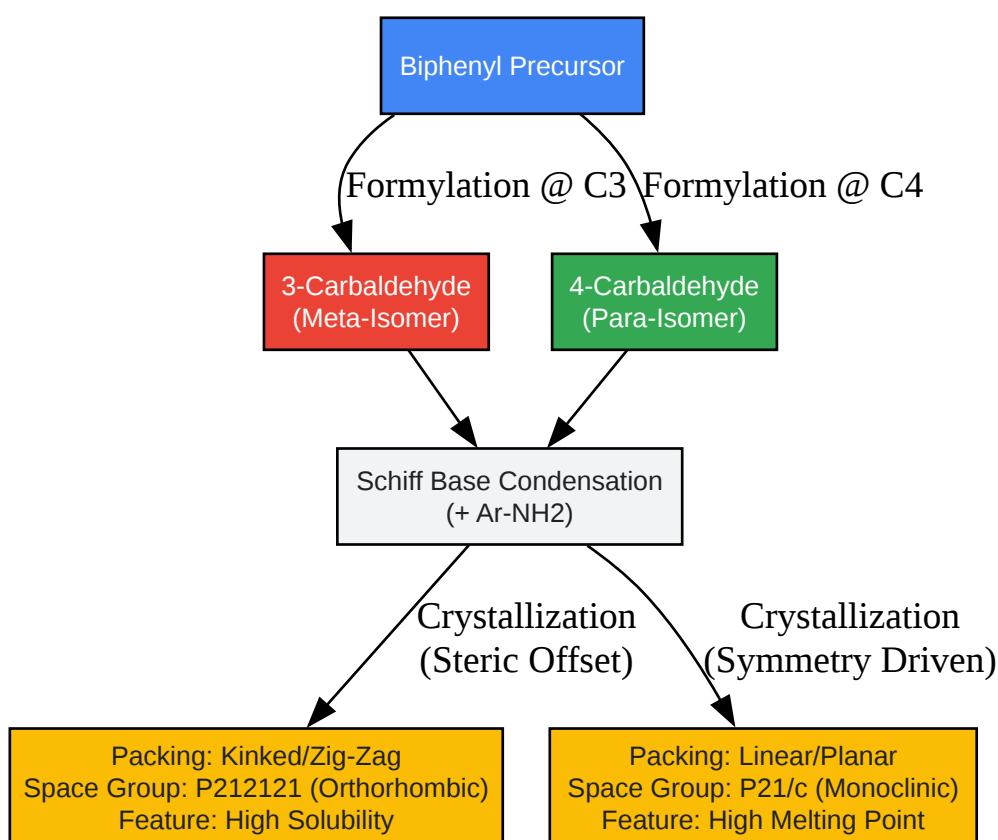 Biphenyl Precursor
Formylation @ C3
Formylation @ C4
3-Carbaldehyde
(Meta-Isomer)
4-Carbaldehyde
(Para-Isomer)
Schiff Base Condensation
(+ Ar-NH2)
Crystallization
(Steric Offset)
Crystallization
(Symmetry Driven)
Packing: Kinked/Zig-Zag
Space Group: P212121 (Orthorhombic)
Feature: High Solubility
Packing: Linear/Planar
Space Group: P21/c (Monoclinic)
Feature: High Melting Point